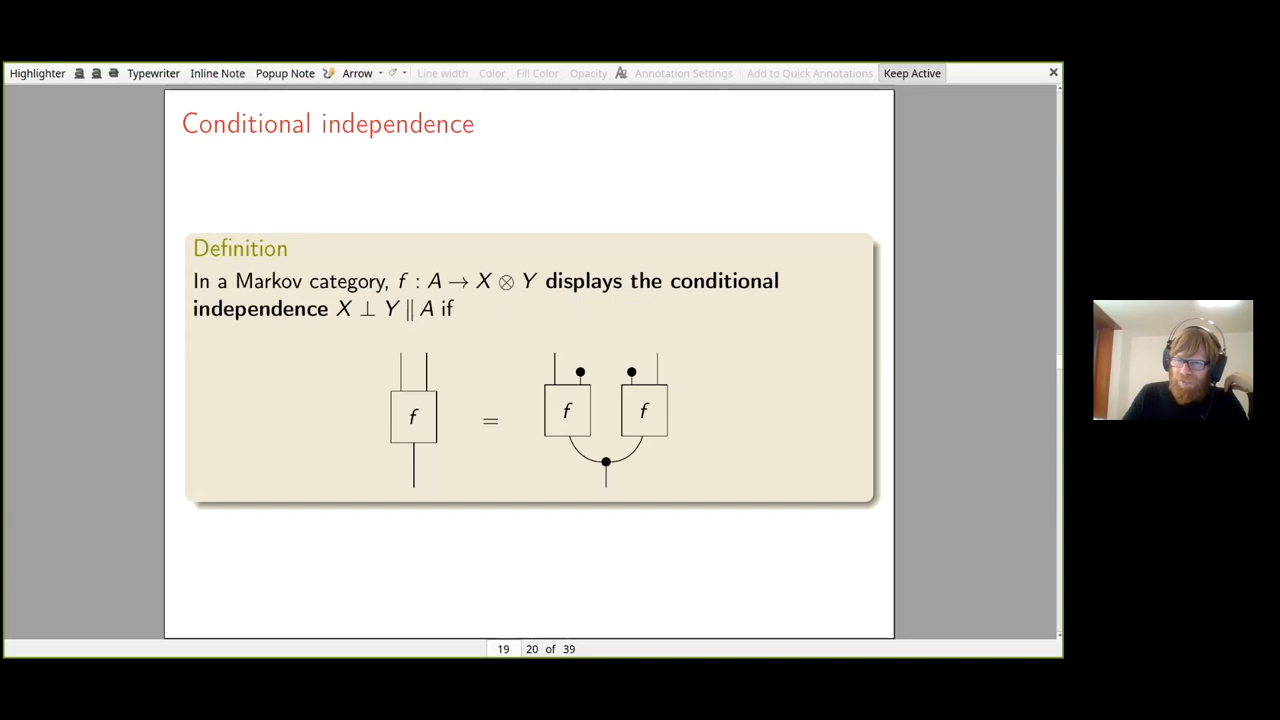 Highlighter Typewriter Inline Note Popup Note Arrow Line width Color Fill Color Opacity Annotation Settings Add to Quick Annotations Keep Active
Conditional independence
Definition
In a Markov category, f : A → X ⊗ Y displays the conditional
independence X ⊥ Y ∥ A if
f = f f
19 20 of 39